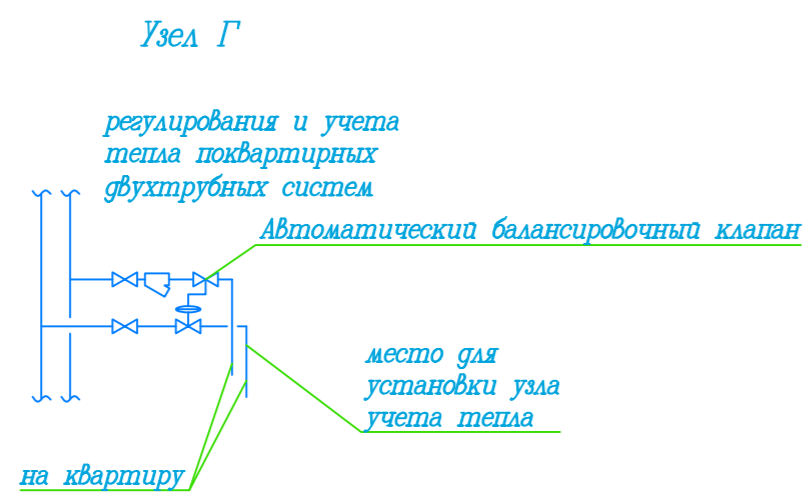 Узел Г
регулирования и учета
тепла поквартирных
двухтрубных систем
Автоматический балансировочный клапан
место для
установки узла
учета тепла
на квартиру